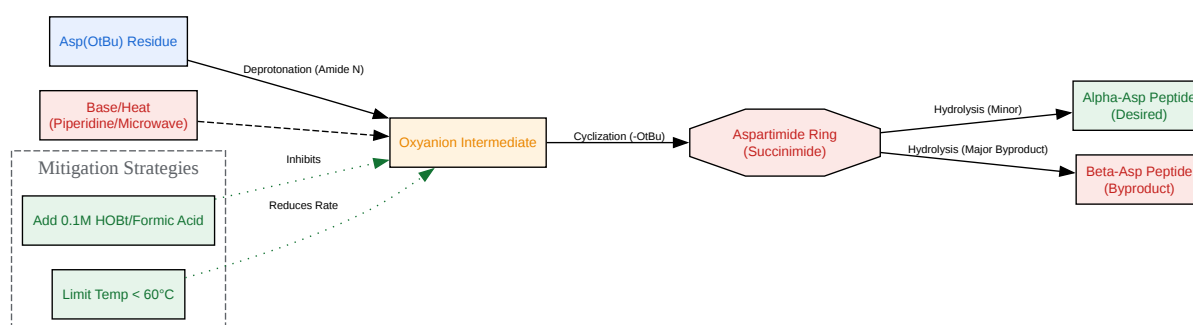 Asp(OtBu) Residue
Deprotonation (Amide N)
Base/Heat
(Piperidine/Microwave)
Oxyanion Intermediate
Cyclization (-OtBu)
Aspartimide Ring
(Succinimide)
Hydrolysis (Minor)
Alpha-Asp Peptide
(Desired)
Hydrolysis (Major Byproduct)
Beta-Asp Peptide
(Byproduct)
Mitigation Strategies
Inhibits
Add 0.1M HOBt/Formic Acid
Reduces Rate
Limit Temp < 60°C